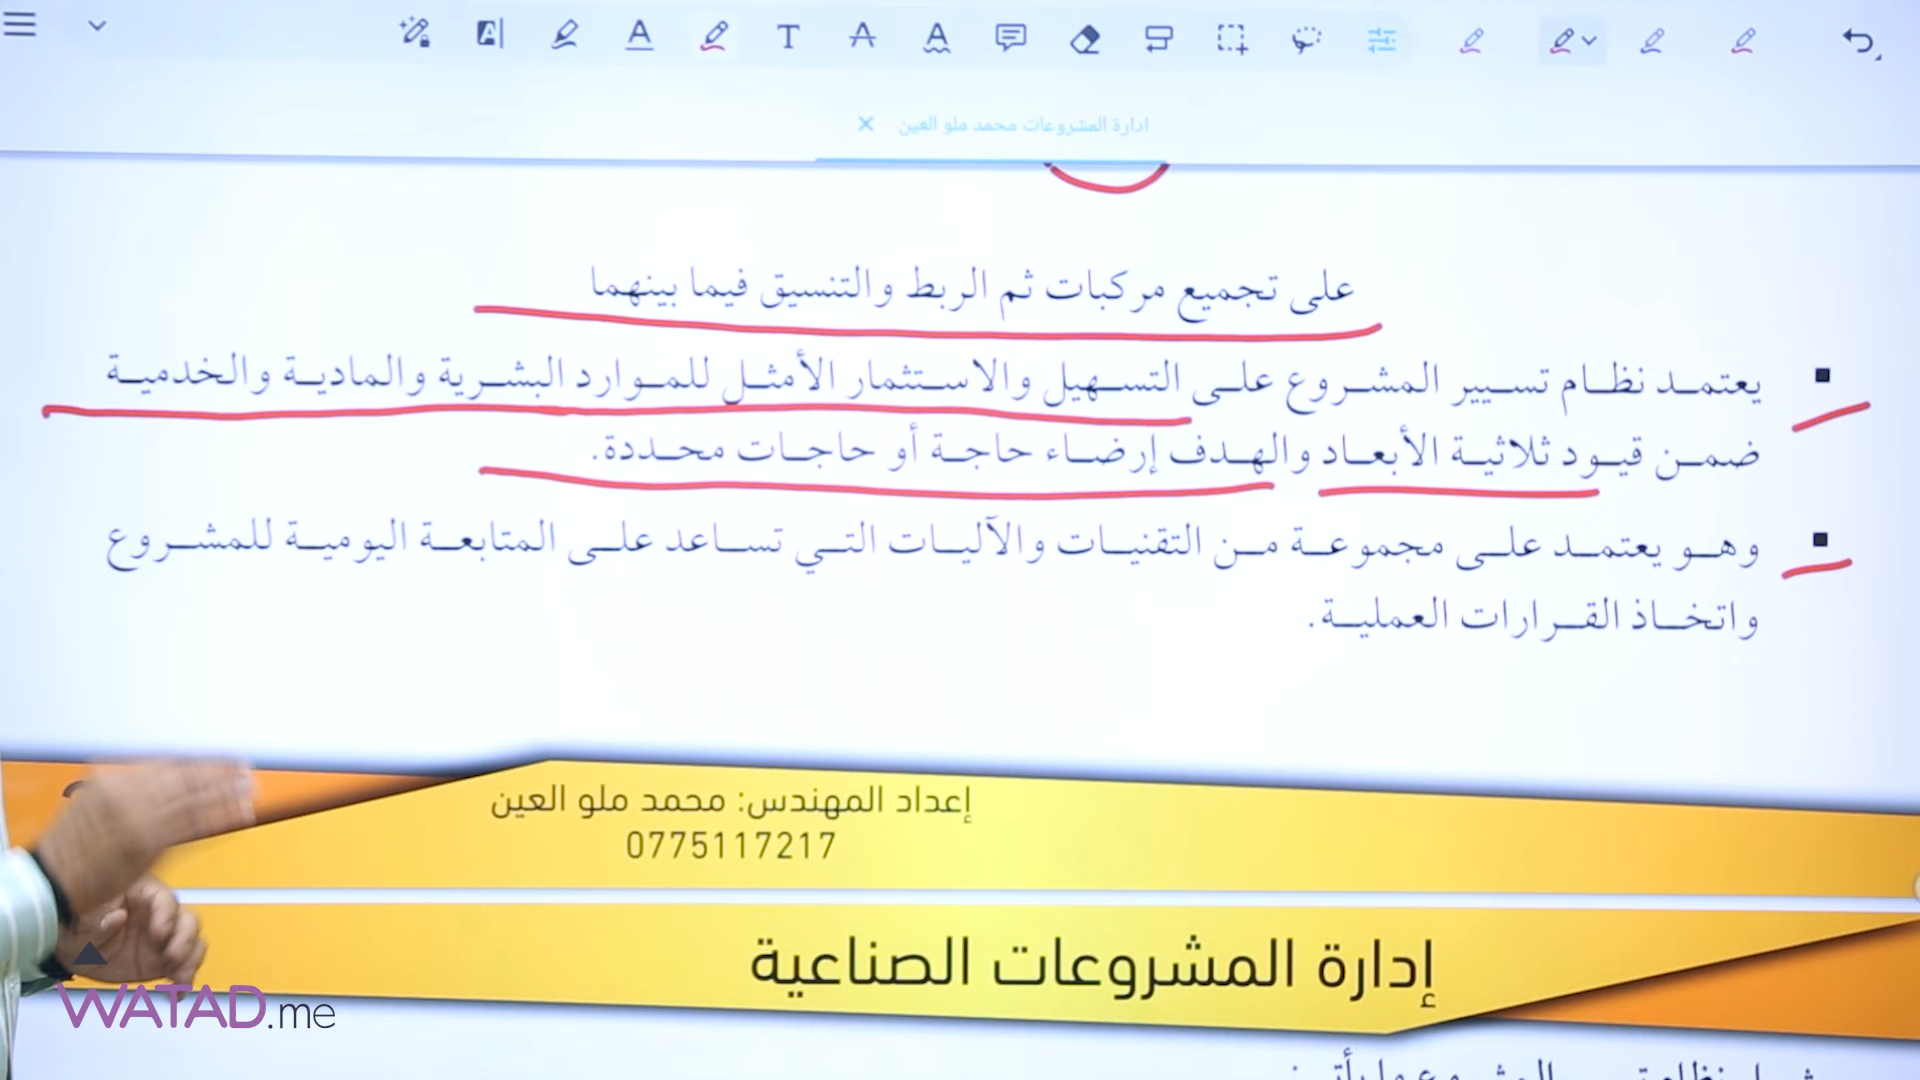 ادارة المشروعات محمد ملو العين
على تجميع مركبات ثم الربط والتنسيق فيما بينهما
▪ يعتمد نظام تسيير المشروع على التسهيل والاستثمار الأمثل للموارد البشرية والمادية والخدمية
ضمن قيود ثلاثية الأبعاد والهدف إرضاء حاجة أو حاجات محددة.
▪ وهو يعتمد على مجموعة من التقنيات والآليات التي تساعد على المتابعة اليومية للمشروع
واتخاذ القرارات العملية.
إعداد المهندس: محمد ملو العين
0775117217
إدارة المشروعات الصناعية
WATAD.me